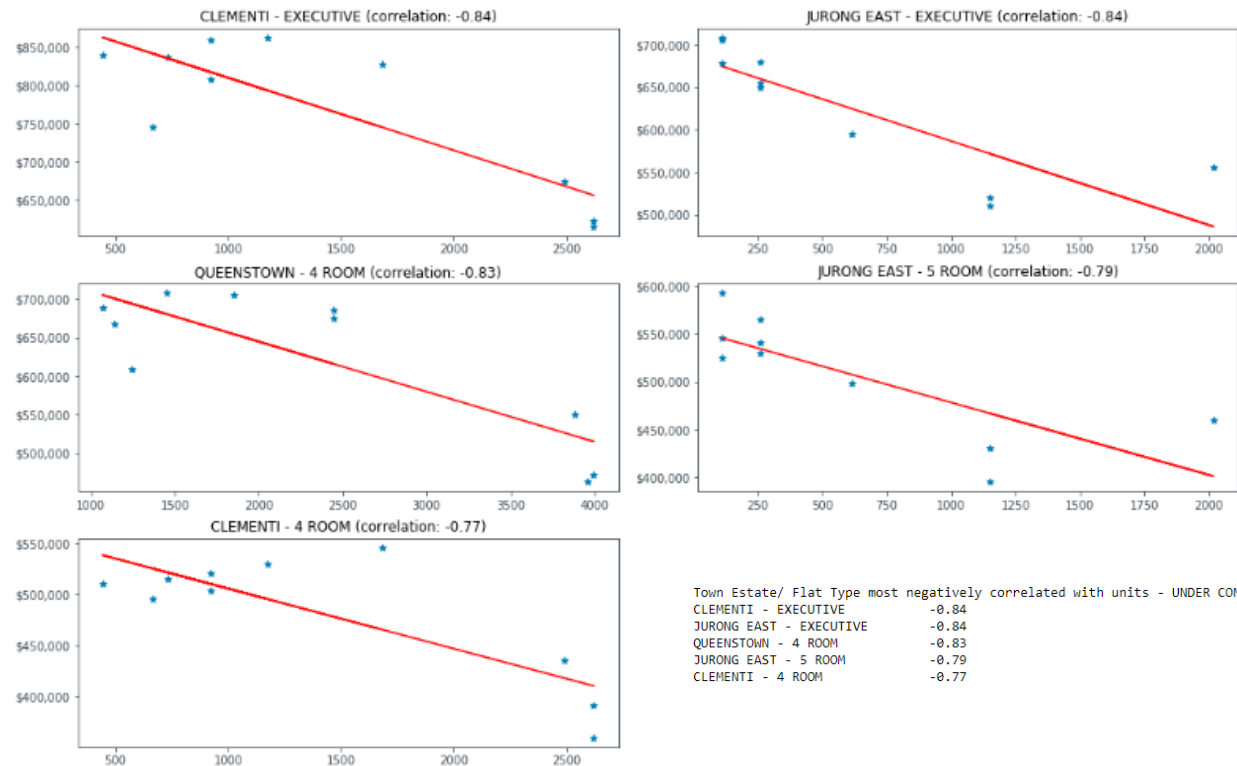 CLEMENTI - EXECUTIVE (correlation: -0.84)
$850,000
$800,000
$750,000
$700,000
$650,000
500 1000 1500 2000 2500
JURONG EAST - EXECUTIVE (correlation: -0.84)
$700,000
$650,000
$600,000
$550,000
$500,000
250 500 750 1000 1250 1500 1750 2000
QUEENSTOWN - 4 ROOM (correlation: -0.83)
$700,000
$650,000
$600,000
$550,000
$500,000
1000 1500 2000 2500 3000 3500 4000
JURONG EAST - 5 ROOM (correlation: -0.79)
$600,000
$550,000
$500,000
$450,000
$400,000
250 500 750 1000 1250 1500 1750 2000
CLEMENTI - 4 ROOM (correlation: -0.77)
$550,000
$500,000
$450,000
$400,000
500 1000 1500 2000 2500
Town Estate/ Flat Type most negatively correlated with units - UNDER
CLEMENTI - EXECUTIVE -0.84
JURONG EAST - EXECUTIVE -0.84
QUEENSTOWN - 4 ROOM -0.83
JURONG EAST - 5 ROOM -0.79
CLEMENTI - 4 ROOM -0.77